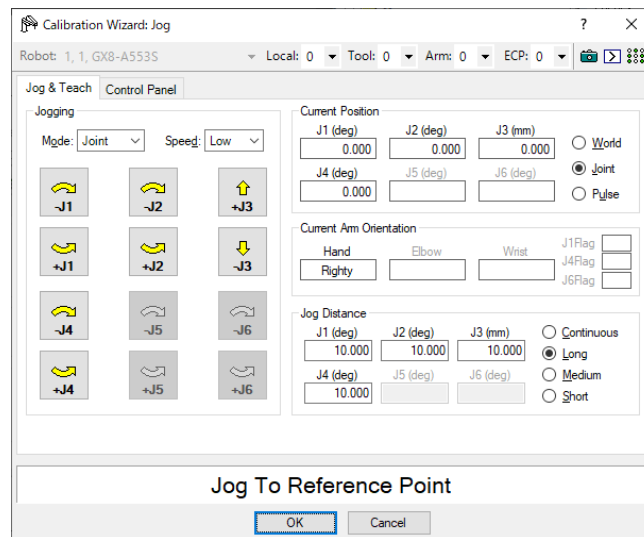 Calibration Wizard: Jog
Robot: 1, 1, GX8-A553S Local: 0 Tool: 0 Arm: 0 ECP: 0
Jog & Teach Control Panel
Jogging
Mode: Joint Speed: Low
-J1 -J2 +J3
+J1 +J2 -J3
-J4 -J5 -J6
+J4 +J5 +J6
Current Position
J1 (deg) J2 (deg) J3 (mm)
0.000 0.000 0.000
J4 (deg) J5 (deg) J6 (deg)
0.000
World
Joint
Pulse
Current Arm Orientation
Hand Elbow Wrist
Righty
J1Flag
J4Flag
J6Flag
Jog Distance
J1 (deg) J2 (deg) J3 (mm)
10.000 10.000 10.000
J4 (deg) J5 (deg) J6 (deg)
10.000
Continuous
Long
Medium
Short
Jog To Reference Point
OK Cancel